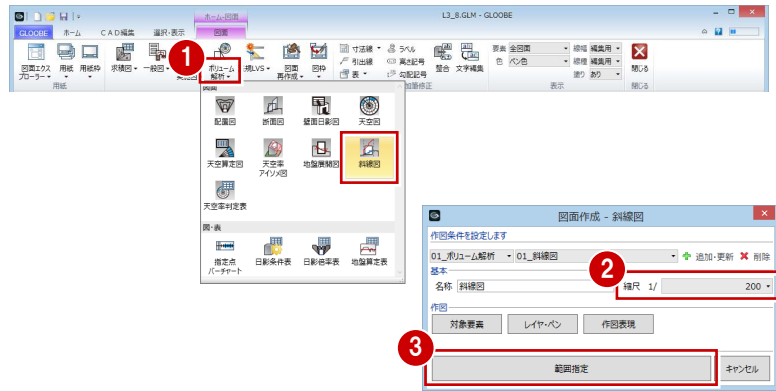 ホーム-図面
L3_8.GLM - GLOOBE
GLOOBE ホーム CAD編集 選択・表示 図面
図面エクスプローラー 用紙 用紙枠 求積図 一般図 ボリューム解析 規LVS 図面再作成 図枠
寸法線 ラベル
引出線 高さ記号
表 勾配記号
整合 文字編集
要素 全図面 線幅 編集用
色 ペン色 線種 編集用
塗り あり
閉じる
用紙 加筆修正 表示 閉じる
1
図面
配置図 断面図 壁面日影図 天空図
天空算定図 天空率アイソメ図 地盤展開図 斜線図
天空率判定表
図・表
指定点バーチャート 日影条件表 日影倍率表 地盤算定表
図面作成 - 斜線図
作図条件を設定します
01_ボリューム解析 01_斜線図 追加・更新 削除
基本
2
名称 斜線図 縮尺 1/ 200
作図
対象要素 レイヤ・ペン 作図表現
3
範囲指定 キャンセル